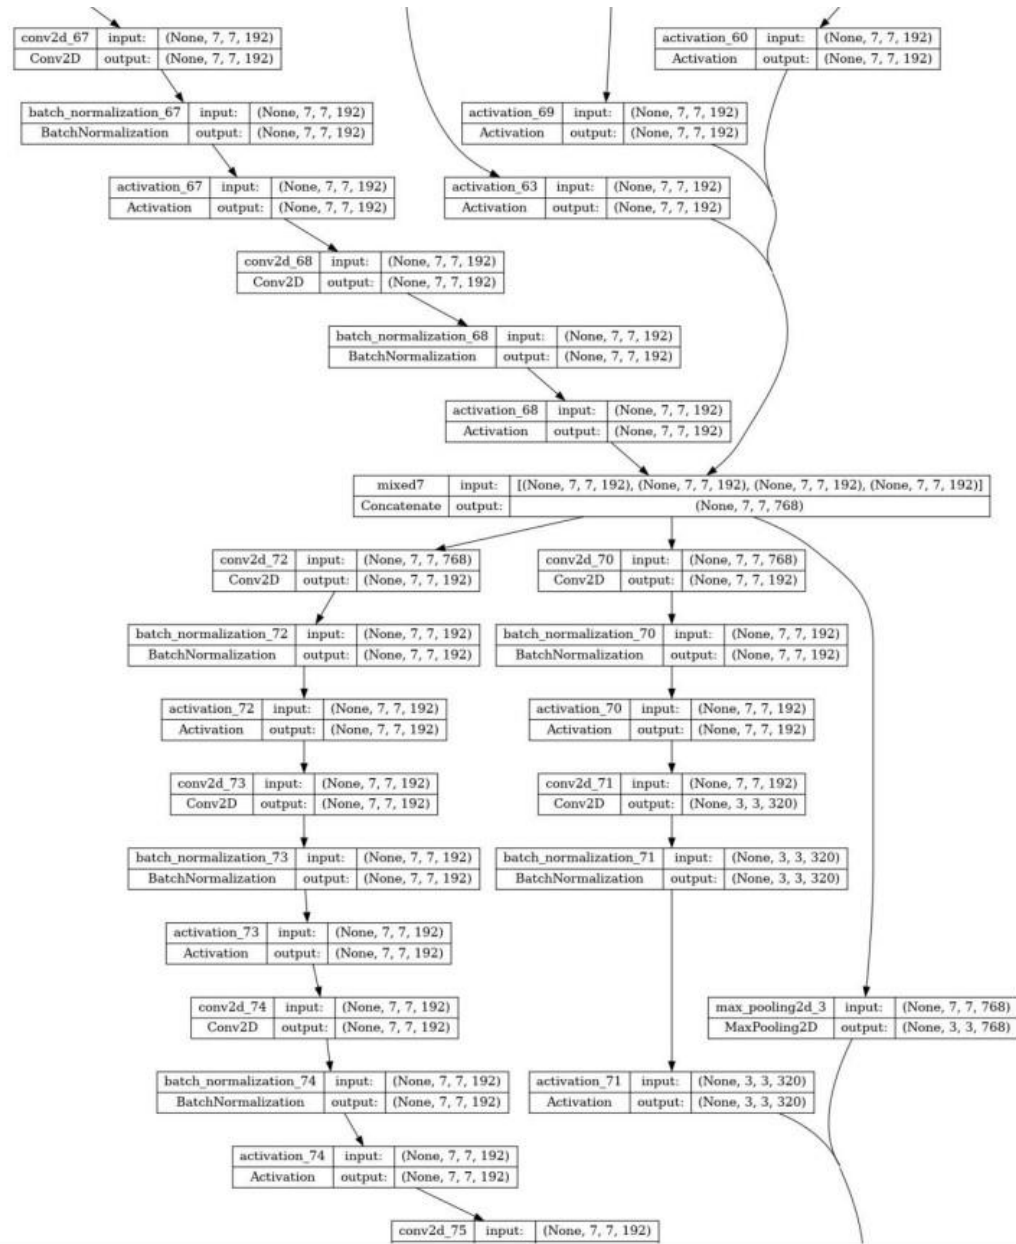 conv2d_67 input: (None, 7, 7, 192)
Conv2D output: (None, 7, 7, 192)
activation_60 input: (None, 7, 7, 192)
Activation output: (None, 7, 7, 192)
batch_normalization_67 input: (None, 7, 7, 192)
BatchNormalization output: (None, 7, 7, 192)
activation_69 input: (None, 7, 7, 192)
Activation output: (None, 7, 7, 192)
activation_67 input: (None, 7, 7, 192)
Activation output: (None, 7, 7, 192)
activation_63 input: (None, 7, 7, 192)
Activation output: (None, 7, 7, 192)
conv2d_68 input: (None, 7, 7, 192)
Conv2D output: (None, 7, 7, 192)
batch_normalization_68 input: (None, 7, 7, 192)
BatchNormalization output: (None, 7, 7, 192)
activation_68 input: (None, 7, 7, 192)
Activation output: (None, 7, 7, 192)
mixed7 input: [(None, 7, 7, 192), (None, 7, 7, 192), (None, 7, 7, 192), (None, 7, 7, 192)]
Concatenate output: (None, 7, 7, 768)
conv2d_72 input: (None, 7, 7, 768)
Conv2D output: (None, 7, 7, 192)
conv2d_70 input: (None, 7, 7, 768)
Conv2D output: (None, 7, 7, 192)
batch_normalization_72 input: (None, 7, 7, 192)
BatchNormalization output: (None, 7, 7, 192)
batch_normalization_70 input: (None, 7, 7, 192)
BatchNormalization output: (None, 7, 7, 192)
activation_72 input: (None, 7, 7, 192)
Activation output: (None, 7, 7, 192)
activation_70 input: (None, 7, 7, 192)
Activation output: (None, 7, 7, 192)
conv2d_73 input: (None, 7, 7, 192)
Conv2D output: (None, 7, 7, 192)
conv2d_71 input: (None, 7, 7, 192)
Conv2D output: (None, 3, 3, 320)
batch_normalization_73 input: (None, 7, 7, 192)
BatchNormalization output: (None, 7, 7, 192)
batch_normalization_71 input: (None, 3, 3, 320)
BatchNormalization output: (None, 3, 3, 320)
activation_73 input: (None, 7, 7, 192)
Activation output: (None, 7, 7, 192)
conv2d_74 input: (None, 7, 7, 192)
Conv2D output: (None, 7, 7, 192)
max_pooling2d_3 input: (None, 7, 7, 768)
MaxPooling2D output: (None, 3, 3, 768)
batch_normalization_74 input: (None, 7, 7, 192)
BatchNormalization output: (None, 7, 7, 192)
activation_71 input: (None, 3, 3, 320)
Activation output: (None, 3, 3, 320)
activation_74 input: (None, 7, 7, 192)
Activation output: (None, 7, 7, 192)
conv2d_75 input: (None, 7, 7, 192)